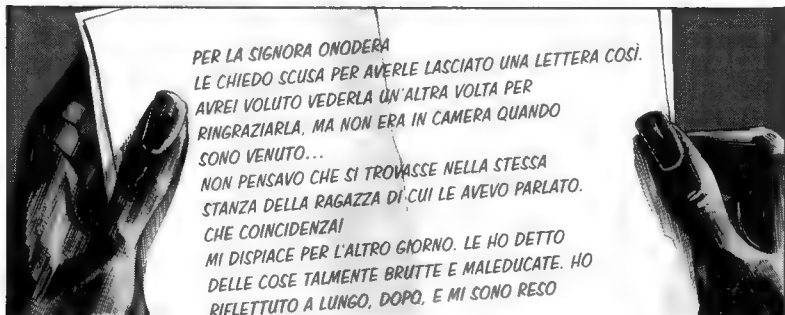 PER LA SIGNORA ONODERA
LE CHIEDO SCUSA PER AVERLE LASCIATO UNA LETTERA COSÌ.
AVREI VOLUTO VEDERLA UN'ALTRA VOLTA PER
RINGRAZIARLA, MA NON ERA IN CAMERA QUANDO
SONO VENUTO...
NON PENSAVO CHE SI TROVASSE NELLA STESSA
STANZA DELLA RAGAZZA DI CUI LE AVEVO PARLATO.
CHE COINCIDENZA!
MI DISPIACE PER L'ALTRO GIORNO. LE HO DETTO
DELLE COSE TALMENTE BRUTTE E MALEDUCATE. HO
RIFLETTUTO A LUNGO, DOPO, E MI SONO RESO